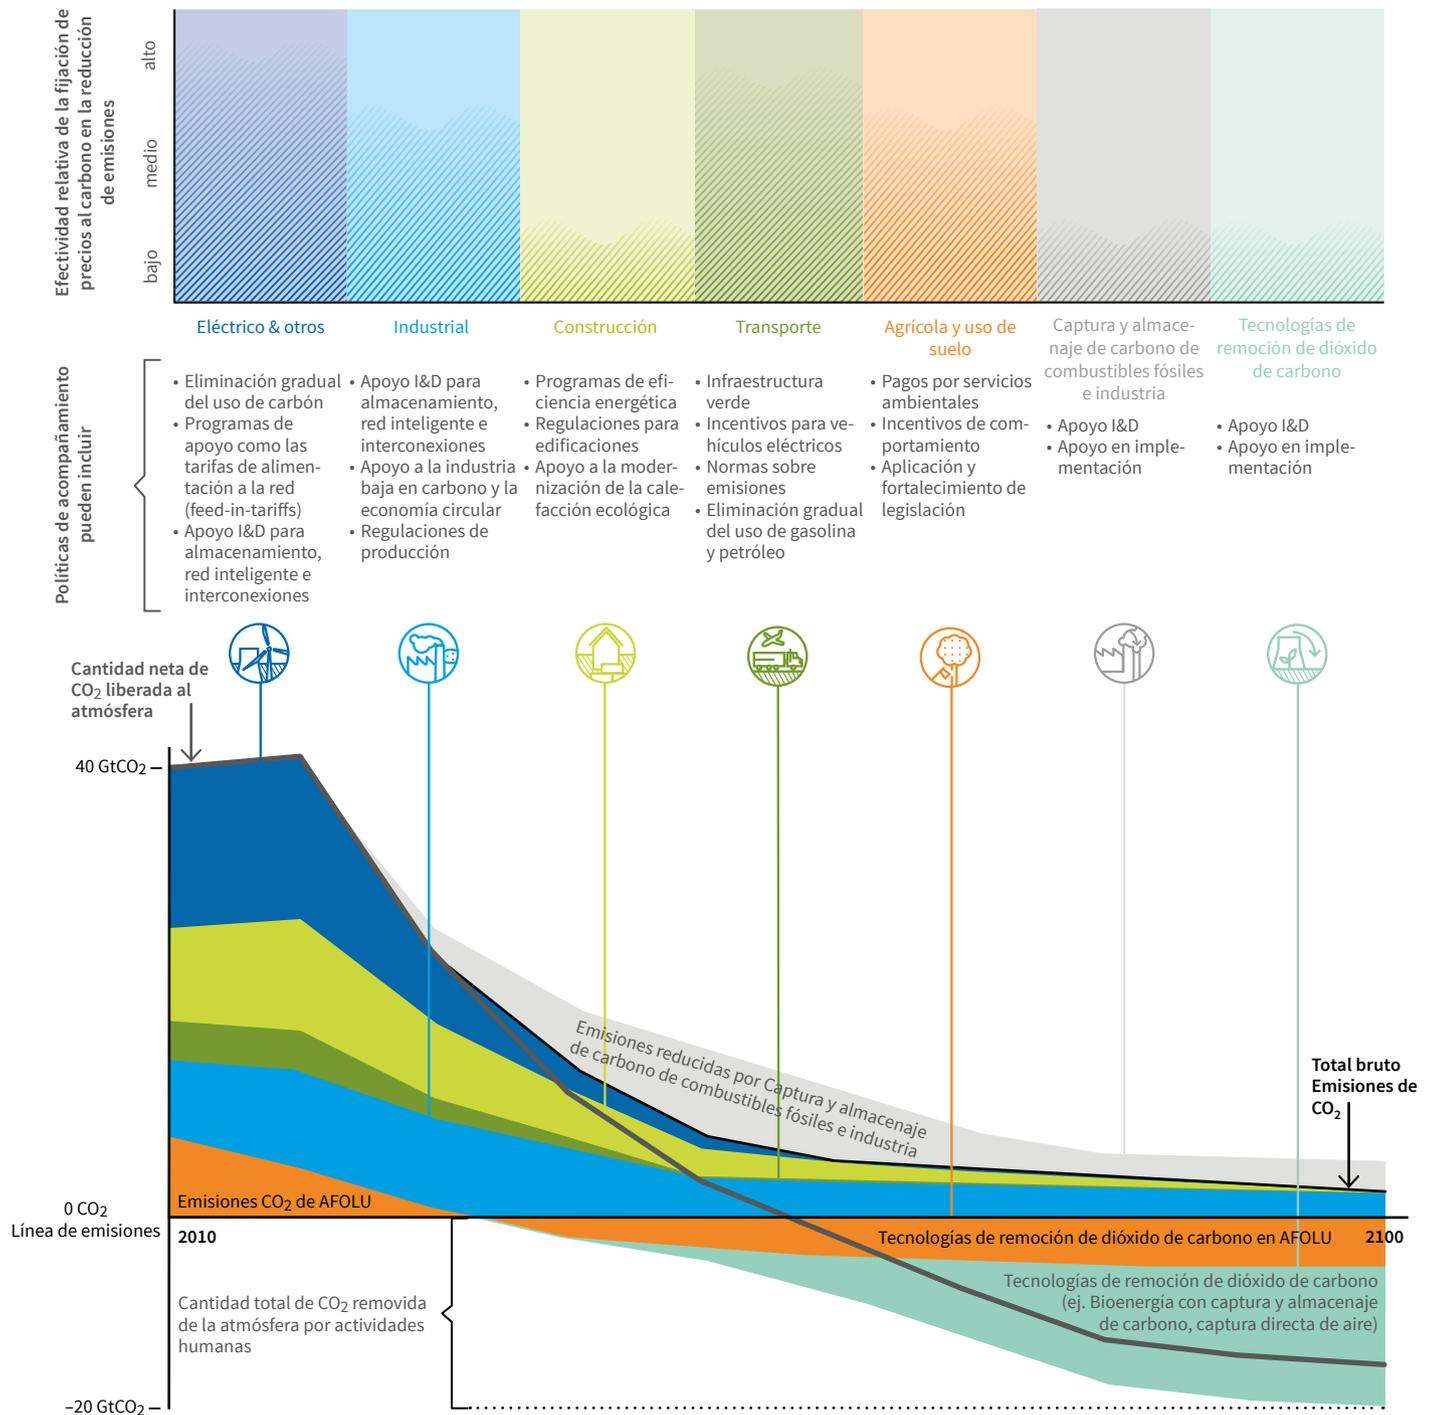 Efectividad relativa de la fijación de
precios al carbono en la reducción
de emisiones
alto
medio
bajo
Eléctrico & otros
Industrial
Construcción
Transporte
Agrícola y uso de
suelo
Captura y almace-
naje de carbono de
combustibles fósiles
e industria
Tecnologías de
remoción de dióxido
de carbono
Políticas de acompañamiento
pueden incluir
• Eliminación gradual
del uso de carbón
• Programas de
apoyo como las
tarifas de alimen-
tación a la red
(feed-in-tariffs)
• Apoyo I&D para
almacenamiento,
red inteligente e
interconexiones
• Apoyo I&D para
almacenamiento,
red inteligente e
interconexiones
• Apoyo a la industria
baja en carbono y la
economía circular
• Regulaciones de
producción
• Programas de efi-
ciencia energética
• Regulaciones para
edificaciones
• Apoyo a la moder-
nización de la cale-
facción ecológica
• Infraestructura
verde
• Incentivos para ve-
hículos eléctricos
• Normas sobre
emisiones
• Eliminación gradual
del uso de gasolina
y petróleo
• Pagos por servicios
ambientales
• Incentivos de com-
portamiento
• Aplicación y
fortalecimiento de
legislación
• Apoyo I&D
• Apoyo en imple-
mentación
• Apoyo I&D
• Apoyo en imple-
mentación
Cantidad neta de
CO₂ liberada al
atmósfera
40 GtCO₂
Emisiones reducidas por Captura y almacenaje
de carbono de combustibles fósiles e industria
Total bruto
Emisiones de
CO₂
Emisiones CO₂ de AFOLU
0 CO₂
Línea de emisiones
2010
Tecnologías de remoción de dióxido de carbono en AFOLU
2100
Tecnologías de remoción de dióxido de carbono
(ej. Bioenergía con captura y almacenaje
de carbono, captura directa de aire)
Cantidad total de CO₂ removida
de la atmósfera por actividades
humanas
–20 GtCO₂